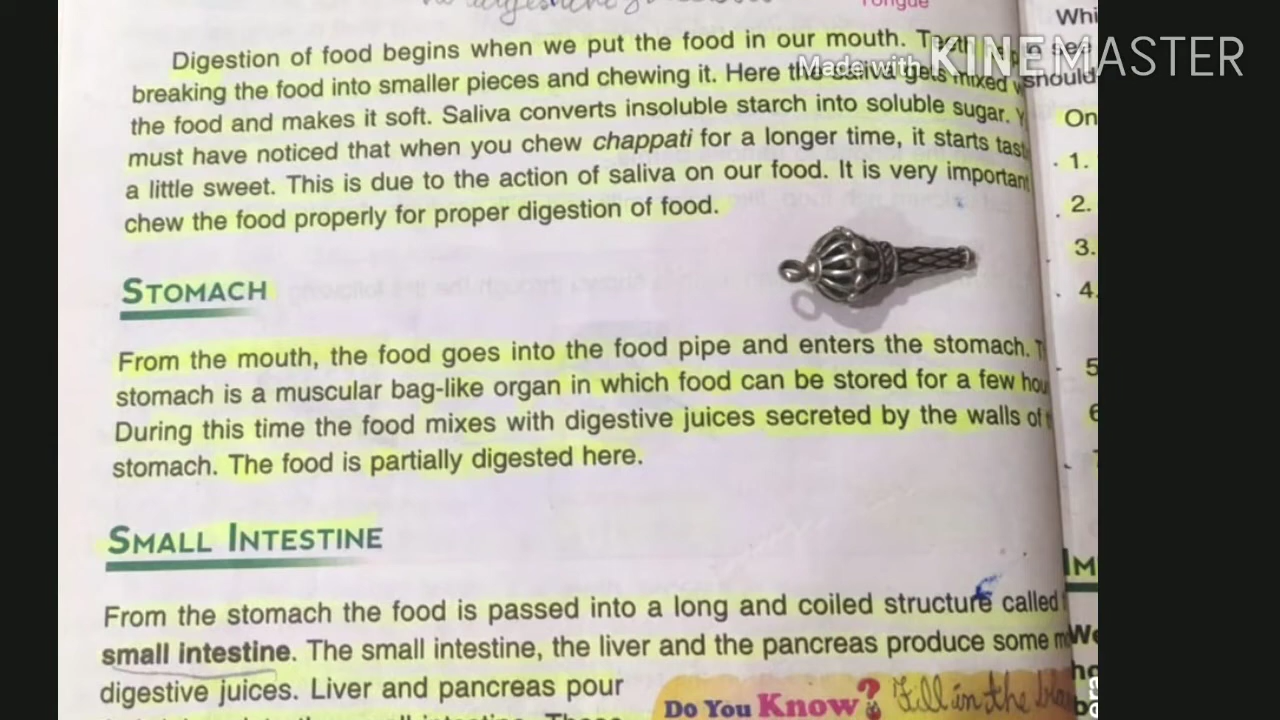 Tongue
Digestion of food begins when we put the food in our mouth. Teeth
breaking the food into smaller pieces and chewing it. Here the saliva gets mixed
the food and makes it soft. Saliva converts insoluble starch into soluble sugar.
must have noticed that when you chew chappati for a longer time, it starts
a little sweet. This is due to the action of saliva on our food. It is very important
chew the food properly for proper digestion of food.
Made with KINEMASTER
STOMACH
From the mouth, the food goes into the food pipe and enters the stomach.
stomach is a muscular bag-like organ in which food can be stored for a few
During this time the food mixes with digestive juices secreted by the walls of
stomach. The food is partially digested here.
SMALL INTESTINE
From the stomach the food is passed into a long and coiled structure called
small intestine. The small intestine, the liver and the pancreas produce some
digestive juices. Liver and pancreas pour
Do You Know?
Fill in the
should
On
1.
2.
3.
4.
5
6